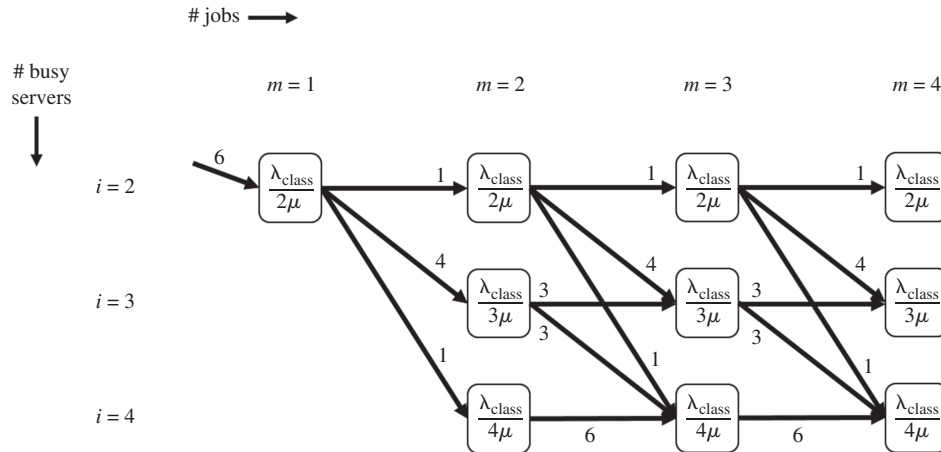 # jobs
# busy
servers
m = 1
m = 2
m = 3
m = 4
6
1
1
1
i = 2
λclass
2μ
λclass
2μ
λclass
2μ
λclass
2μ
4
4
4
i = 3
λclass
3μ
3
3
λclass
3μ
3
3
λclass
3μ
1
1
1
i = 4
λclass
4μ
6
λclass
4μ
6
λclass
4μ